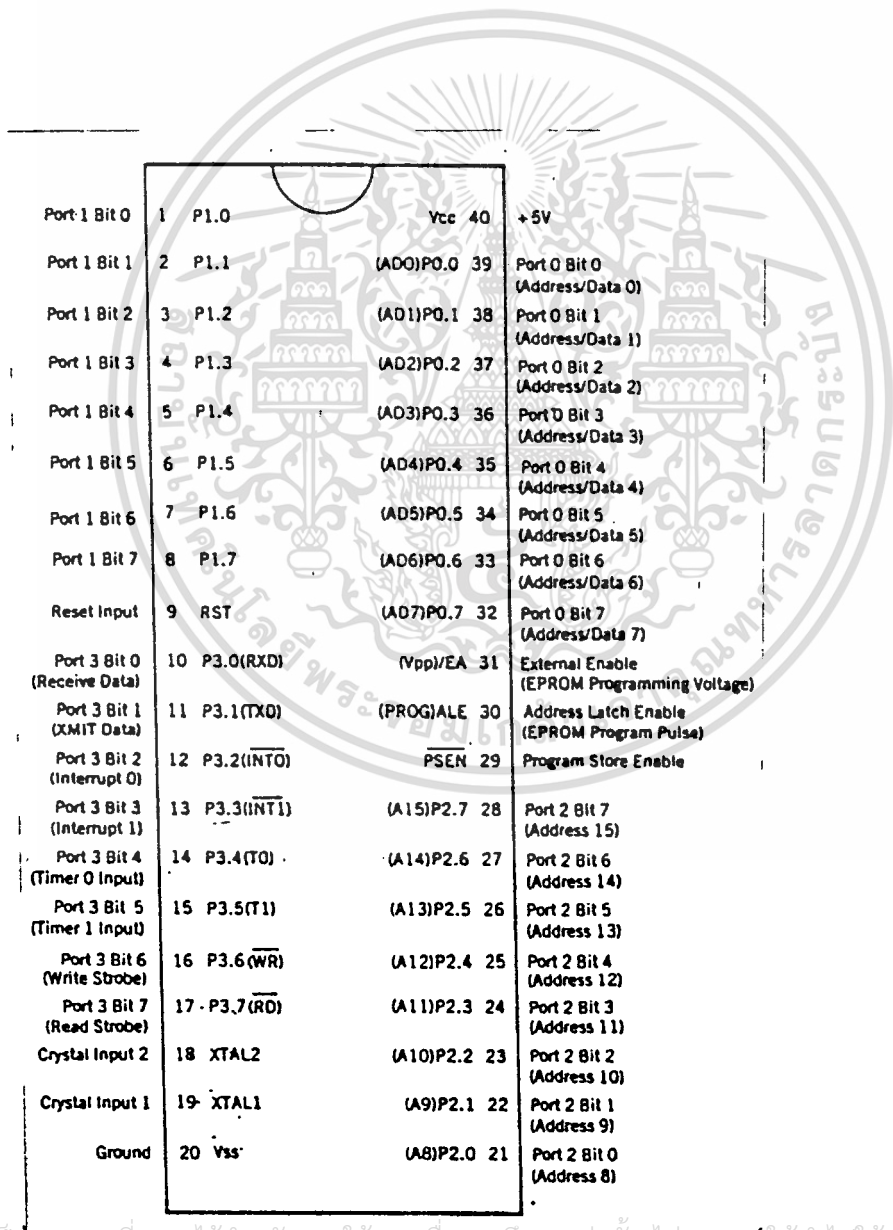 Port 1 Bit 0 1 P1.0 Vcc 40 +5V
Port 1 Bit 1 2 P1.1 (AD0)P0.0 39 Port 0 Bit 0
(Address/Data 0)
Port 1 Bit 2 3 P1.2 (AD1)P0.1 38 Port 0 Bit 1
(Address/Data 1)
Port 1 Bit 3 4 P1.3 (AD2)P0.2 37 Port 0 Bit 2
(Address/Data 2)
Port 1 Bit 4 5 P1.4 (AD3)P0.3 36 Port 0 Bit 3
(Address/Data 3)
Port 1 Bit 5 6 P1.5 (AD4)P0.4 35 Port 0 Bit 4
(Address/Data 4)
Port 1 Bit 6 7 P1.6 (AD5)P0.5 34 Port 0 Bit 5
(Address/Data 5)
Port 1 Bit 7 8 P1.7 (AD6)P0.6 33 Port 0 Bit 6
(Address/Data 6)
Reset Input 9 RST (AD7)P0.7 32 Port 0 Bit 7
(Address/Data 7)
Port 3 Bit 0 10 P3.0(RXD) (Vpp)/EA 31 External Enable
(Receive Data) (EPROM Programming Voltage)
Port 3 Bit 1 11 P3.1(TXD) (PROG)ALE 30 Address Latch Enable
(XMIT Data) (EPROM Program Pulse)
Port 3 Bit 2 12 P3.2(INT0) PSEN 29 Program Store Enable
(Interrupt 0)
Port 3 Bit 3 13 P3.3(INT1) (A15)P2.7 28 Port 2 Bit 7
(Interrupt 1) (Address 15)
Port 3 Bit 4 14 P3.4(T0) (A14)P2.6 27 Port 2 Bit 6
(Timer 0 Input) (Address 14)
Port 3 Bit 5 15 P3.5(T1) (A13)P2.5 26 Port 2 Bit 5
(Timer 1 Input) (Address 13)
Port 3 Bit 6 16 P3.6(WR) (A12)P2.4 25 Port 2 Bit 4
(Write Strobe) (Address 12)
Port 3 Bit 7 17 P3.7(RD) (A11)P2.3 24 Port 2 Bit 3
(Read Strobe) (Address 11)
Crystal Input 2 18 XTAL2 (A10)P2.2 23 Port 2 Bit 2
(Address 10)
Crystal Input 1 19 XTAL1 (A9)P2.1 22 Port 2 Bit 1
(Address 9)
Ground 20 Vss (A8)P2.0 21 Port 2 Bit 0
(Address 8)